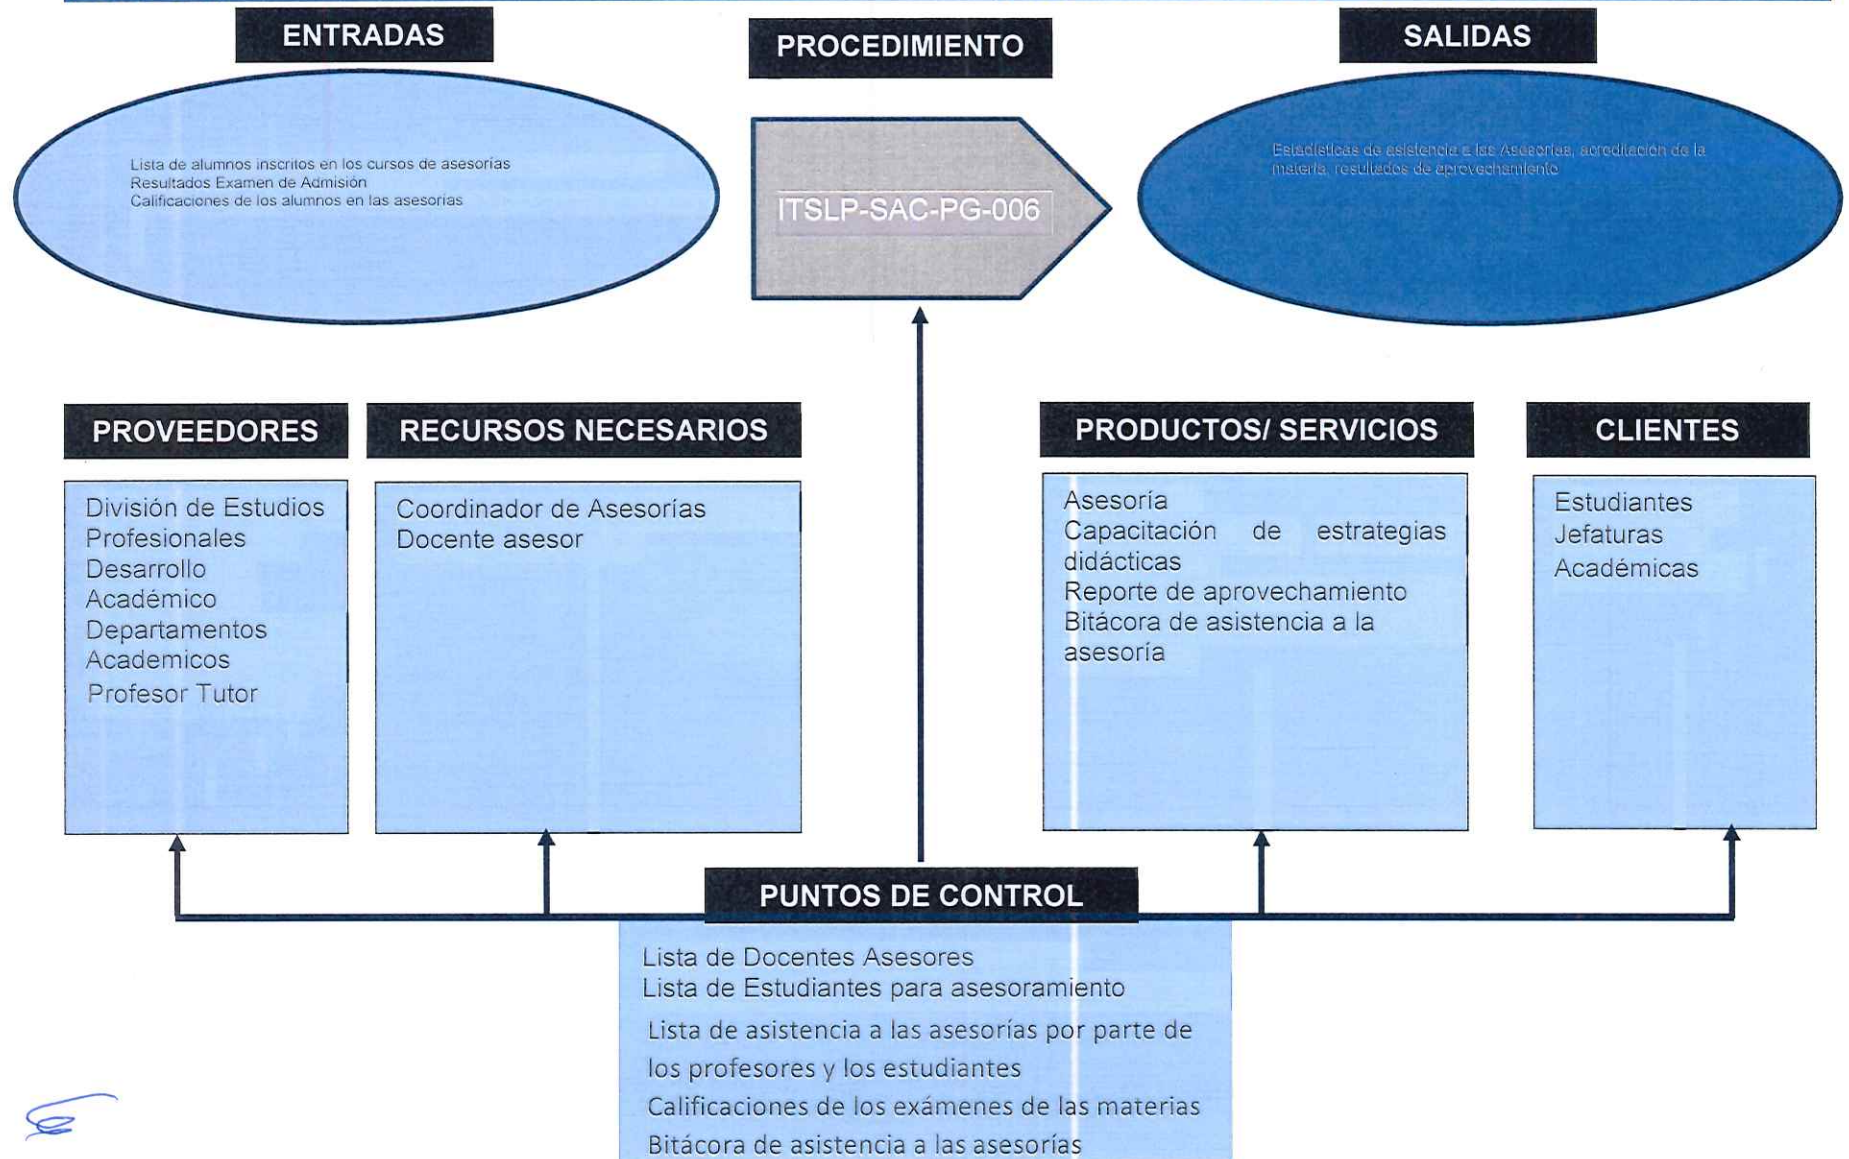 ENTRADAS
PROCEDIMIENTO
SALIDAS
Lista de alumnos inscritos en los cursos de asesorías
Resultados Examen de Admisión
Calificaciones de los alumnos en las asesorías
ITSLP-SAC-PG-006
Estadísticas de asistencia a las Asesorías, acreditación de la
materia, resultados de aprovechamiento
PROVEEDORES
División de Estudios
Profesionales
Desarrollo
Académico
Departamentos
Academicos
Profesor Tutor
RECURSOS NECESARIOS
Coordinador de Asesorías
Docente asesor
PRODUCTOS/ SERVICIOS
Asesoría
Capacitación de estrategias
didácticas
Reporte de aprovechamiento
Bitácora de asistencia a la
asesoría
CLIENTES
Estudiantes
Jefaturas
Académicas
PUNTOS DE CONTROL
Lista de Docentes Asesores
Lista de Estudiantes para asesoramiento
Lista de asistencia a las asesorías por parte de
los profesores y los estudiantes
Calificaciones de los exámenes de las materias
Bitácora de asistencia a las asesorías